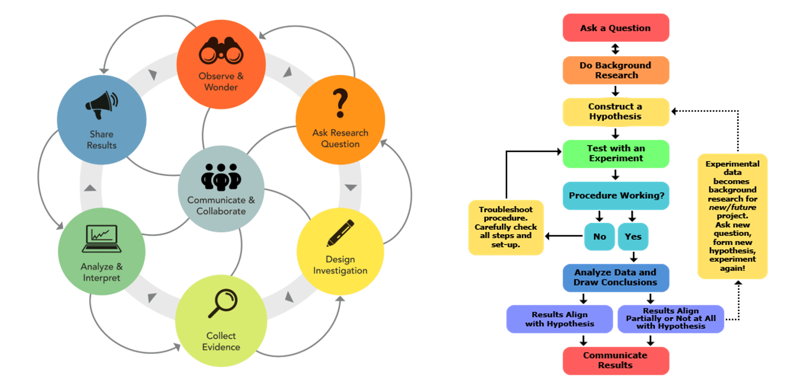 Observe &
Wonder
Ask Research
Question
Design
Investigation
Collect
Evidence
Analyze &
Interpret
Share
Results
Communicate &
Collaborate
Ask a Question
Do Background
Research
Construct a
Hypothesis
Test with an
Experiment
Procedure Working?
No
Yes
Troubleshoot
procedure.
Carefully check
all steps and
set-up.
Analyze Data and
Draw Conclusions
Results Align
with Hypothesis
Results Align
Partially or Not at All
with Hypothesis
Communicate
Results
Experimental
data
becomes
background
research for
new/future
project.
Ask new
question,
form new
hypothesis,
experiment
again!